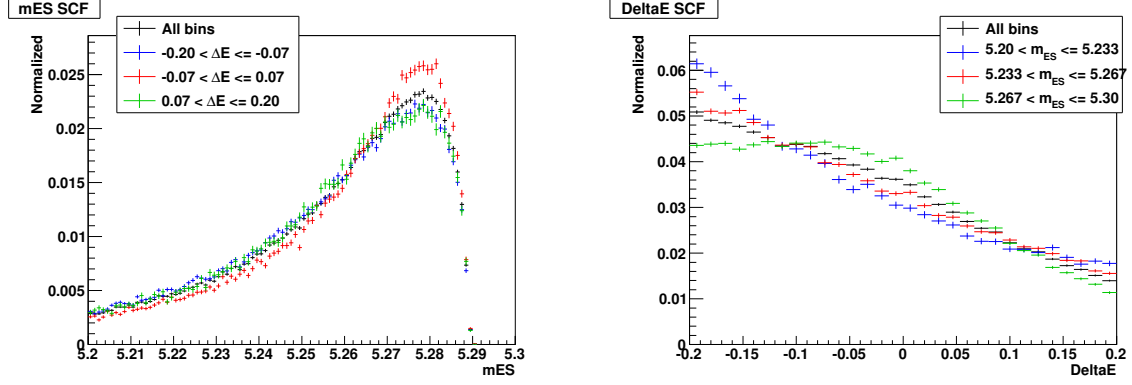 mES SCF
All bins
-0.20 < ΔE <= -0.07
-0.07 < ΔE <= 0.07
0.07 < ΔE <= 0.20
Normalized
0.025
0.02
0.015
0.01
0.005
0
5.2 5.21 5.22 5.23 5.24 5.25 5.26 5.27 5.28 5.29 5.3
mES
DeltaE SCF
All bins
5.20 < m_ES <= 5.233
5.233 < m_ES <= 5.267
5.267 < m_ES <= 5.30
Normalized
0.06
0.05
0.04
0.03
0.02
0.01
0
-0.2 -0.15 -0.1 -0.05 0 0.05 0.1 0.15 0.2
DeltaE